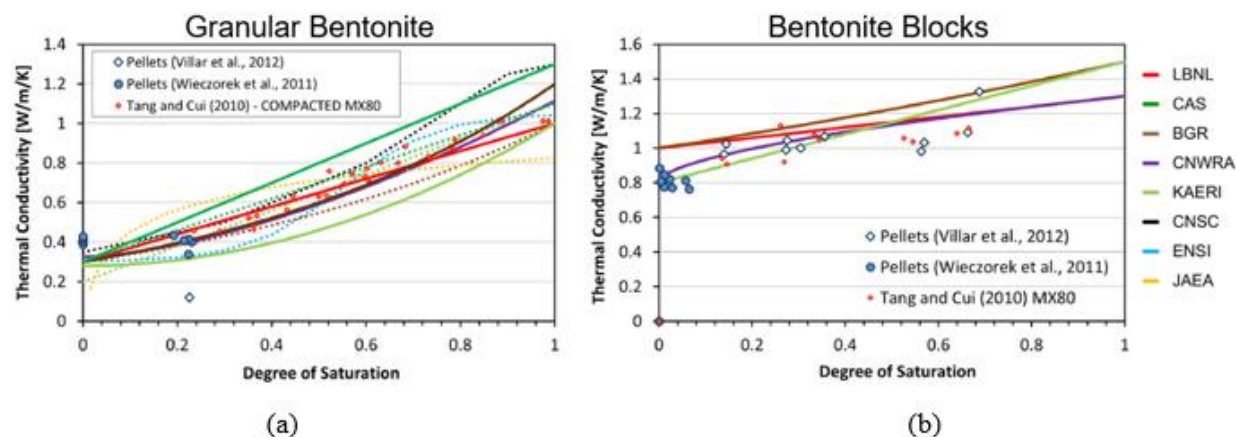 Granular Bentonite
Thermal Conductivity [W/m/K]
1.4
1.2
1
0.8
0.6
0.4
0.2
0
Pellets (Villar et al., 2012)
Pellets (Wieczorek et al., 2011)
Tang and Cui (2010) - COMPACTED MX80
0 0.2 0.4 0.6 0.8 1
Degree of Saturation
(a)
Bentonite Blocks
Thermal Conductivity [W/m/K]
1.6
1.4
1.2
1
0.8
0.6
0.4
0.2
0
Pellets (Villar et al., 2012)
Pellets (Wieczorek et al., 2011)
Tang and Cui (2010) MX80
0 0.2 0.4 0.6 0.8 1
Degree of Saturation
(b)
LBNL
CAS
BGR
CNWRA
KAERI
CNSC
ENSI
JAEA